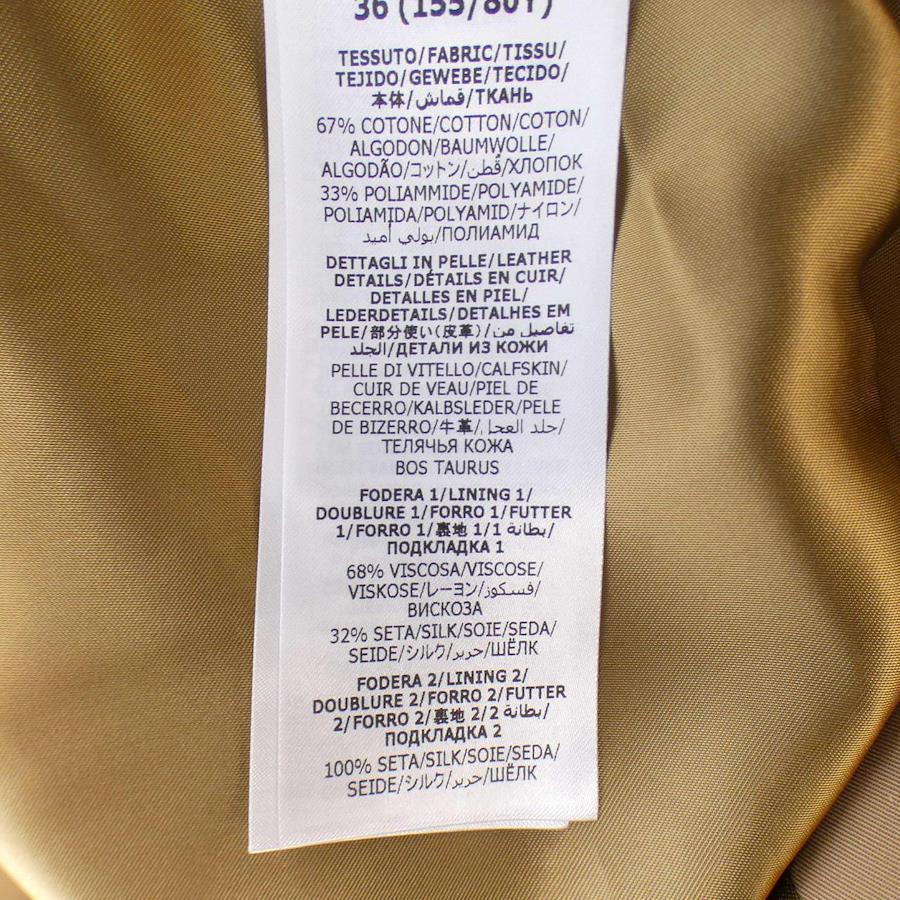 36 (155/80Y)
TESSUTO/FABRIC/TISSU/
TEJIDO/GEWEBE/TECIDO/
本体/قماش/ТКАНЬ
67% COTONE/COTTON/COTON/
ALGODON/BAUMWOLLE/
ALGODÃO/コットン/قُطن/ХЛОПОК
33% POLIAMMIDE/POLYAMIDE/
POLIAMIDA/POLYAMID/ナイロン/
بولي أميد/ПОЛИАМИД
DETTAGLI IN PELLE/LEATHER
DETAILS/DÉTAILS EN CUIR/
DETALLES EN PIEL/
LEDERDETAILS/DETALHES EM
PELE/部分使い(皮革)/تفاصيل من
الجلد/ДЕТАЛИ ИЗ КОЖИ
PELLE DI VITELLO/CALFSKIN/
CUIR DE VEAU/PIEL DE
BECERRO/KALBSLEDER/PELE
DE BIZERRO/牛革/جلد العجل/
ТЕЛЯЧЬЯ КОЖА
BOS TAURUS
FODERA 1/LINING 1/
DOUBLURE 1/FORRO 1/FUTTER
1/FORRO 1/裏地 1/بطانة 1/
ПОДКЛАДКА 1
68% VISCOSA/VISCOSE/
VISKOSE/レーヨン/فسكوز/
ВИСКОЗА
32% SETA/SILK/SOIE/SEDA/
SEIDE/シルク/حرير/ШЁЛК
FODERA 2/LINING 2/
DOUBLURE 2/FORRO 2/FUTTER
2/FORRO 2/裏地 2/بطانة 2/
ПОДКЛАДКА 2
100% SETA/SILK/SOIE/SEDA/
SEIDE/シルク/حرير/ШЁЛК